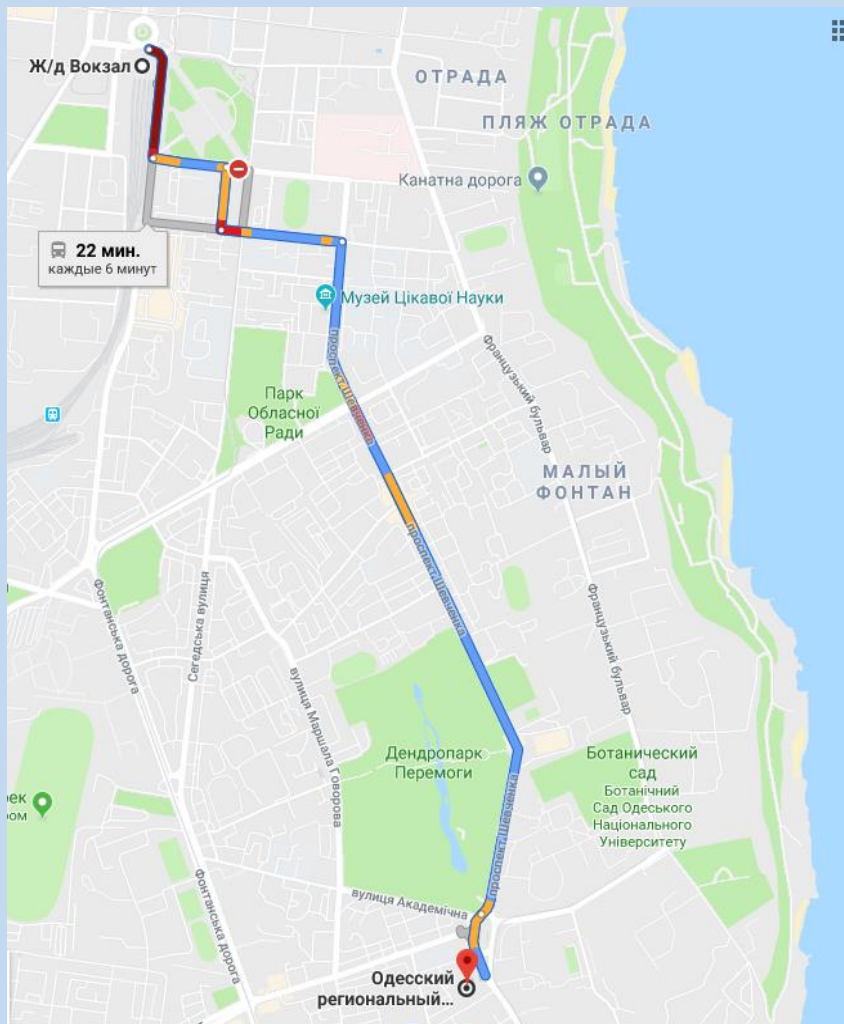 Ж/д Вокзал
ОТРАДА
ПЛЯЖ ОТРАДА
Канатна дорога
22 мин.
каждые 6 минут
Музей Цікавої Науки
проспект Шевченка
Французький бульвар
Парк
Обласної
Ради
МАЛЫЙ
ФОНТАН
проспект Шевченка
Фонтанська дорога
Сегедська вулиця
Французький бульвар
вулиця Маршала Говорова
Дендропарк
Перемоги
Ботанический
сад
Ботанічний
Сад Одеського
Національного
Університету
проспект Шевченка
рек
ром
Фонтанська дорога
вулиця Академічна
Одесский
региональный...